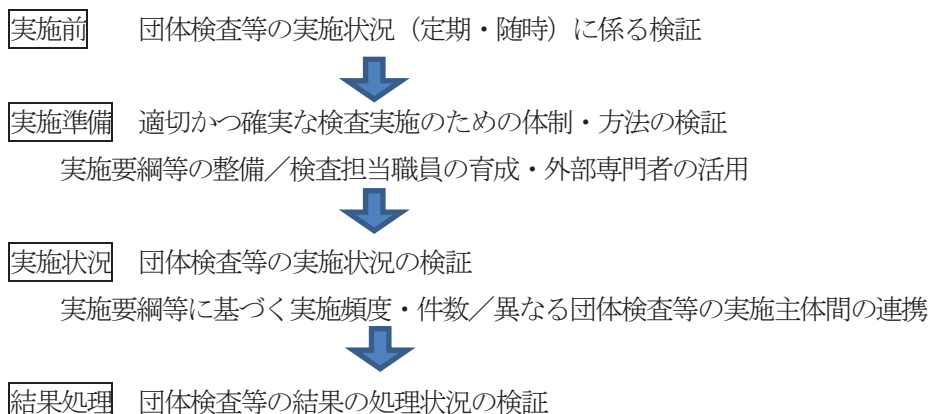 実施前　団体検査等の実施状況（定期・随時）に係る検証
実施準備　適切かつ確実な検査実施のための体制・方法の検証
実施要綱等の整備／検査担当職員の育成・外部専門者の活用
実施状況　団体検査等の実施状況の検証
実施要綱等に基づく実施頻度・件数／異なる団体検査等の実施主体間の連携
結果処理　団体検査等の結果の処理状況の検証